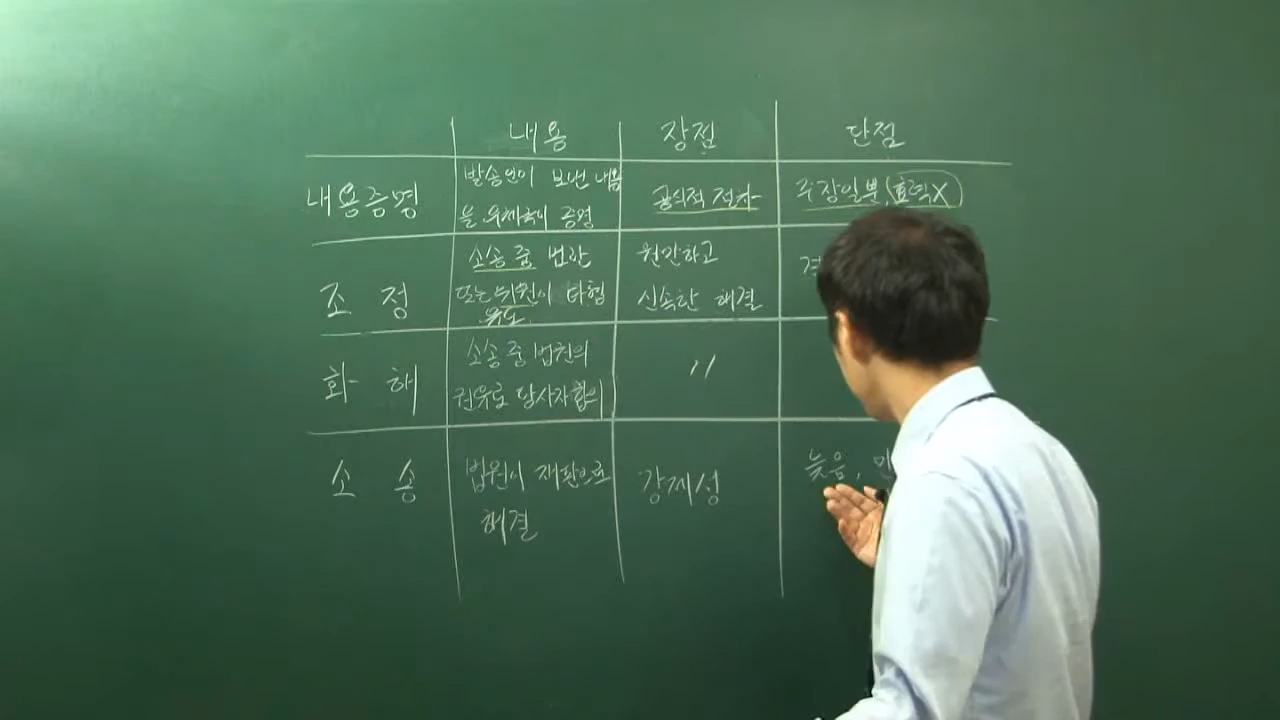 내용 장점 단점
내용증명 발송인이 보낸 내용을 우체국이 증명 공식적 절차 주장일뿐, 효력X
조정 소송 중 법관 또는 위원이 타협 유도 원만하고 신속한 해결
화해 소송 중 법원의 권유로 당사자 합의 〃
소송 법원이 재판으로 해결 강제성 늦음,